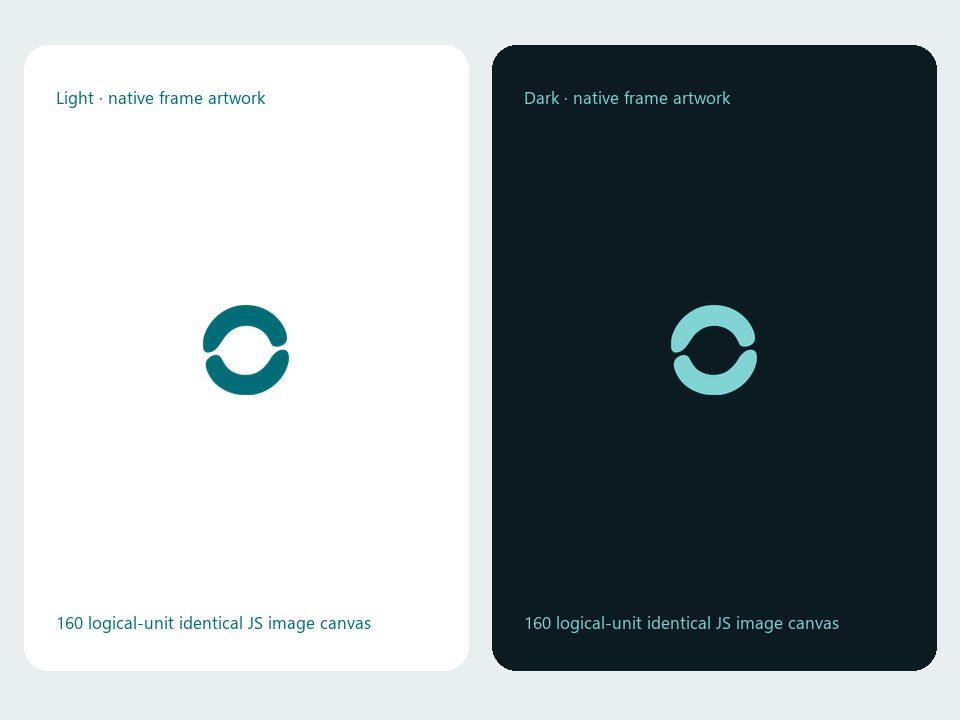 Light · native frame artwork
160 logical-unit identical JS image canvas
Dark · native frame artwork
160 logical-unit identical JS image canvas